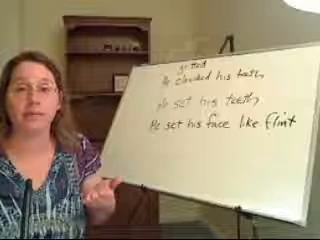 gritted
He clenched his teeth
He set his teeth
He set his face like flint